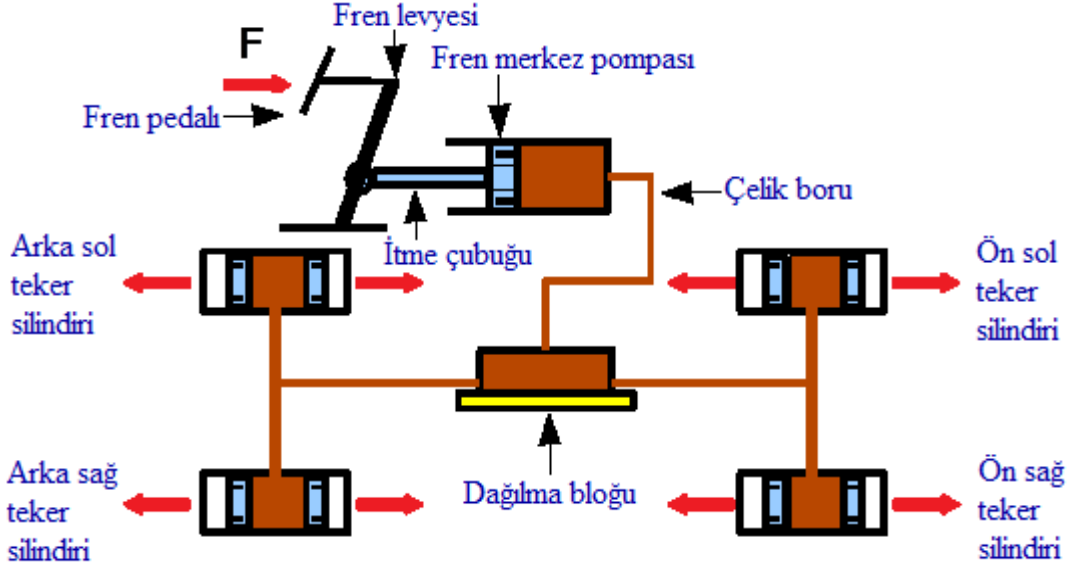 Fren levyesi
F
Fren merkez pompası
Fren pedalı
Çelik boru
İtme çubuğu
Arka sol
teker
silindiri
Ön sol
teker
silindiri
Arka sağ
teker
silindiri
Dağılma bloğu
Ön sağ
teker
silindiri